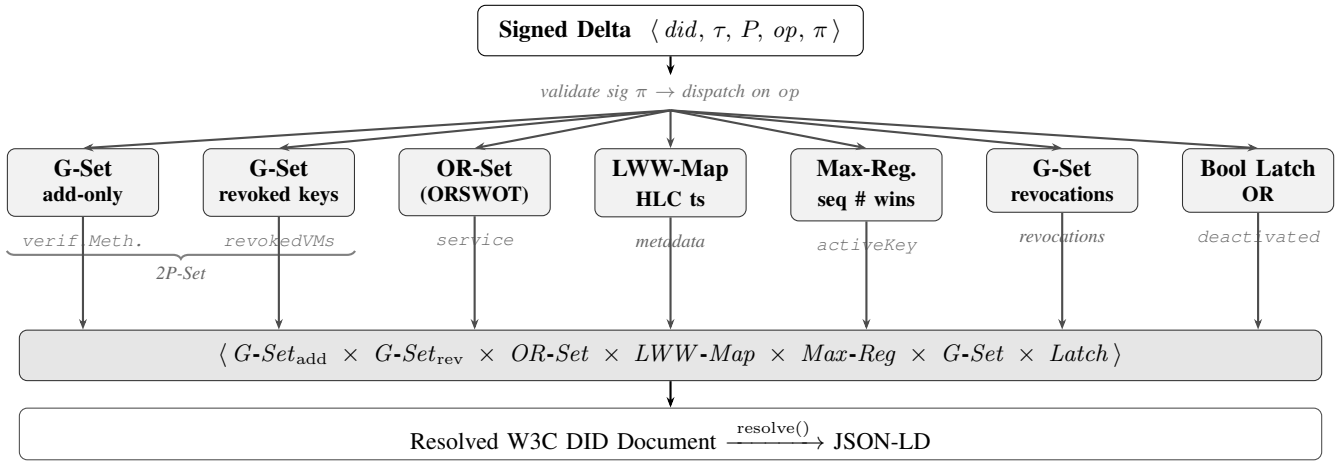 Signed Delta ⟨ did, τ, P, op, π ⟩
validate sig π → dispatch on op
G-Set
add-only
G-Set
revoked keys
OR-Set
(ORSWOT)
LWW-Map
HLC ts
Max-Reg.
seq # wins
G-Set
revocations
Bool Latch
OR
verif.Meth.
revokedVMs
service
metadata
activeKey
revocations
deactivated
2P-Set
⟨ G-Set_add × G-Set_rev × OR-Set × LWW-Map × Max-Reg × G-Set × Latch ⟩
Resolved W3C DID Document resolve() → JSON-LD